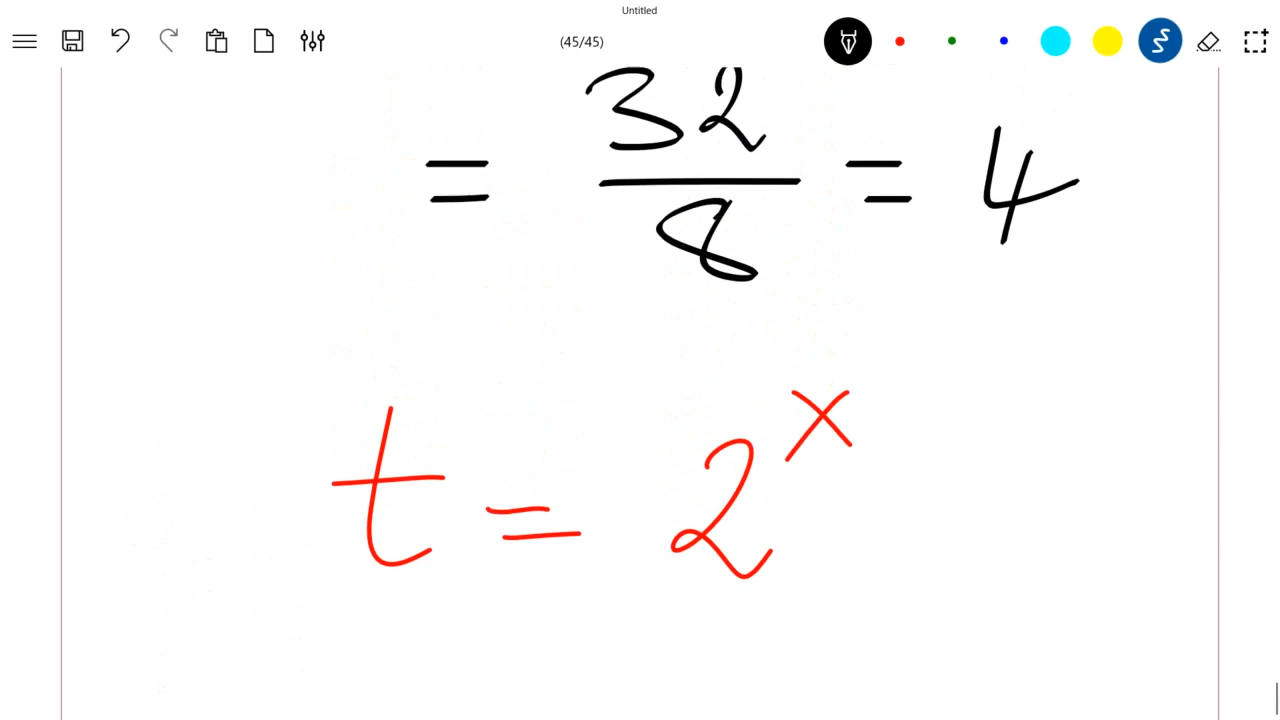 Untitled
(45/45)
= 32/8 = 4
t = 2^x